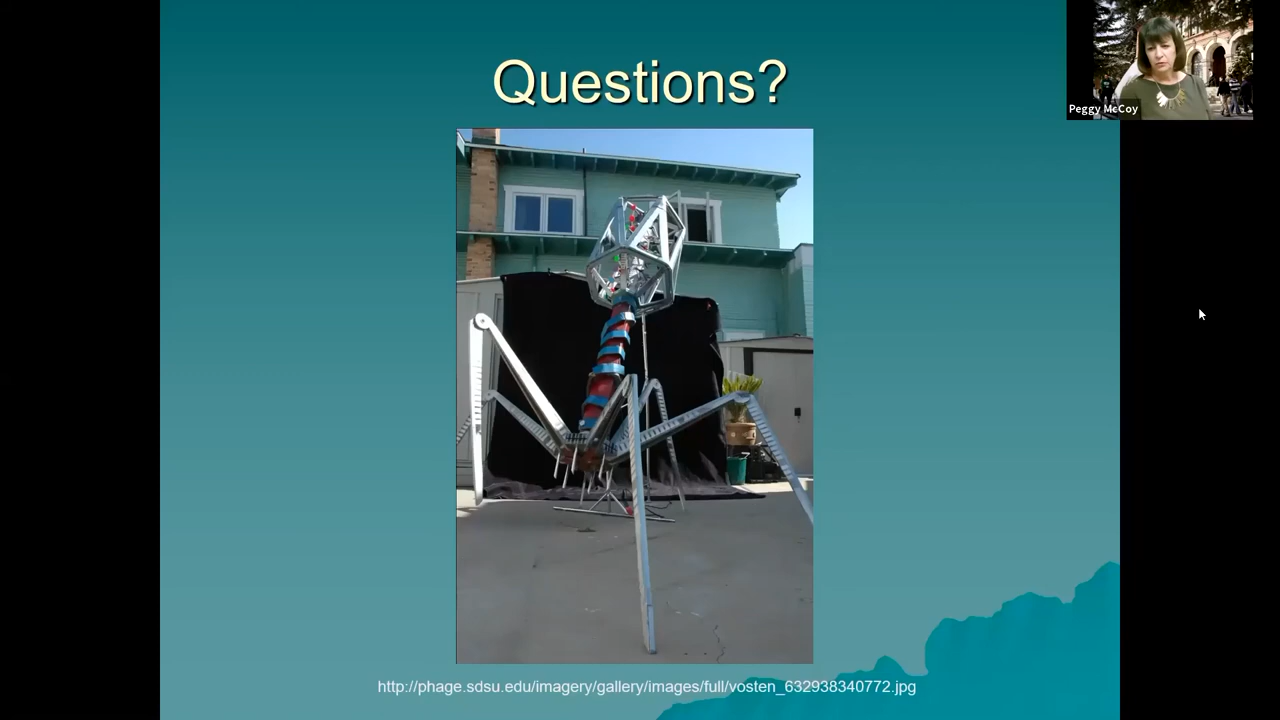 Questions?
Peggy McCoy
http://phage.sdsu.edu/imagery/gallery/images/full/vosten_632938340772.jpg